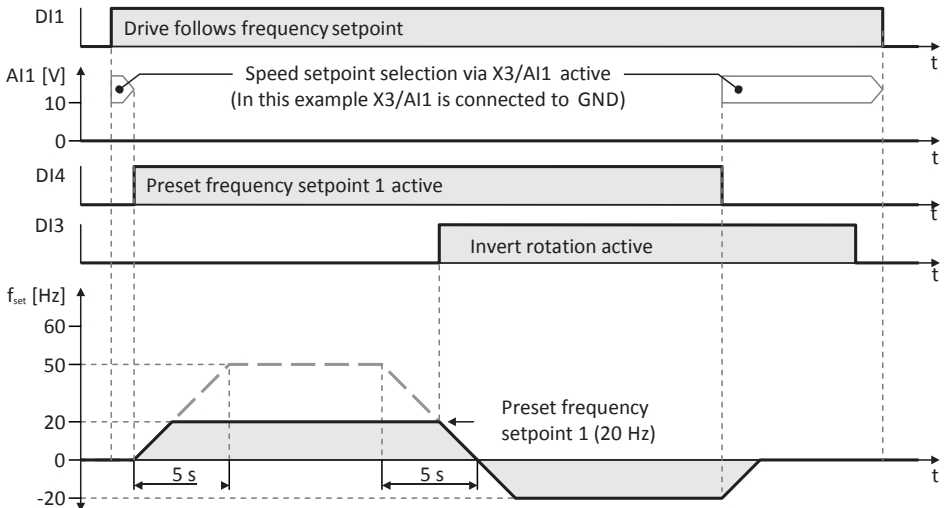 DI1
Drive follows frequency setpoint
t
AI1 [V]
Speed setpoint selection via X3/AI1 active
(In this example X3/AI1 is connected to GND)
10
0
t
DI4
Preset frequency setpoint 1 active
t
DI3
Invert rotation active
t
fset [Hz]
60
50
20
Preset frequency
setpoint 1 (20 Hz)
0
5 s
5 s
t
-20